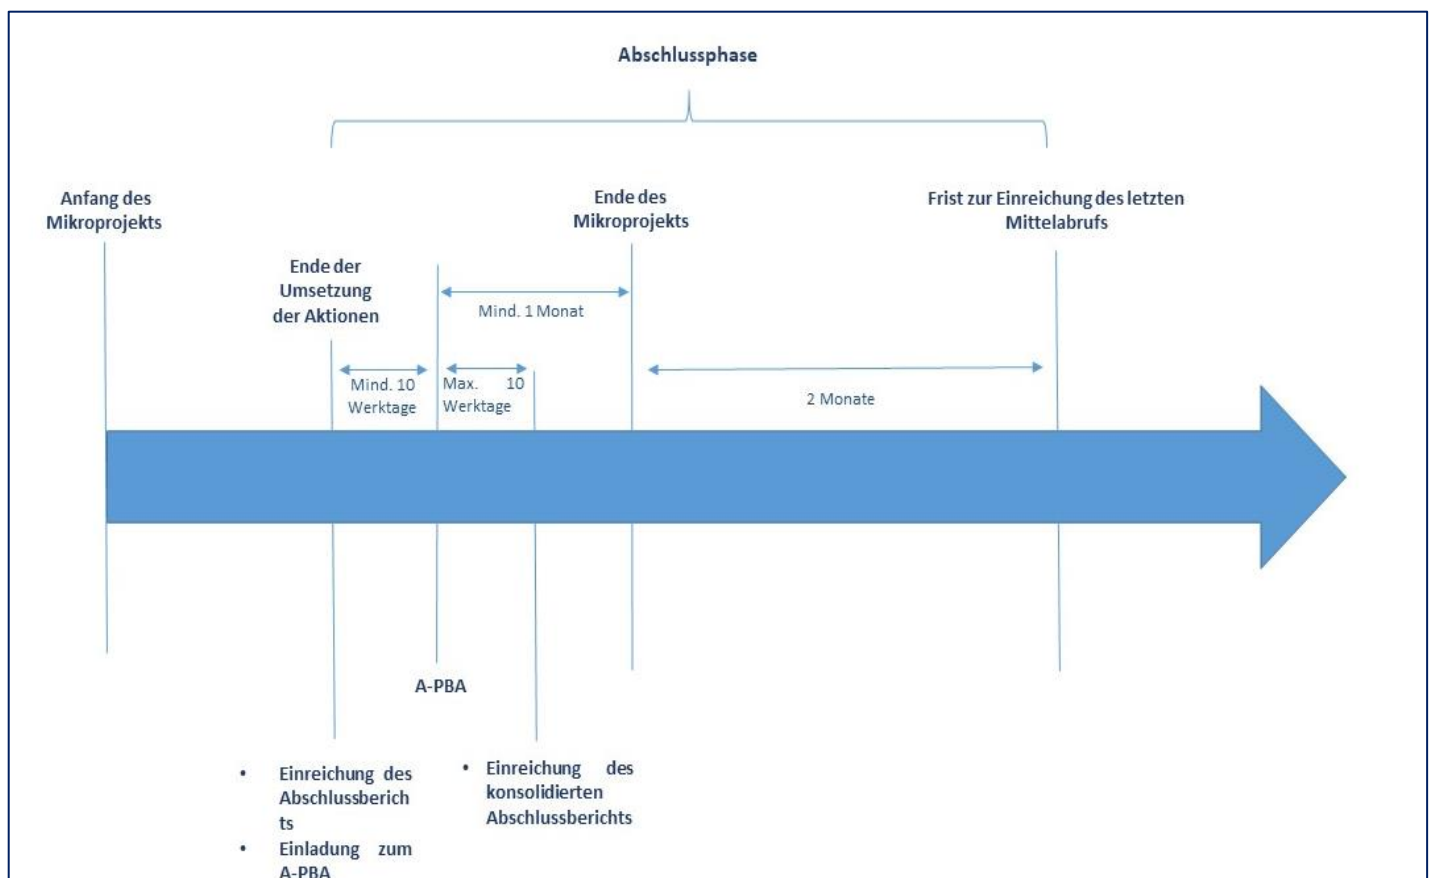 Abschlussphase
Anfang des
Mikroprojekts
Ende des
Mikroprojekts
Frist zur Einreichung des letzten
Mittelabrufs
Ende der
Umsetzung
der Aktionen
Mind. 1 Monat
Mind. 10
Werktage
Max. 10
Werktage
2 Monate
A-PBA
• Einreichung des
Abschlussberich
ts
• Einladung zum
A-PBA
• Einreichung des
konsolidierten
Abschlussberichts